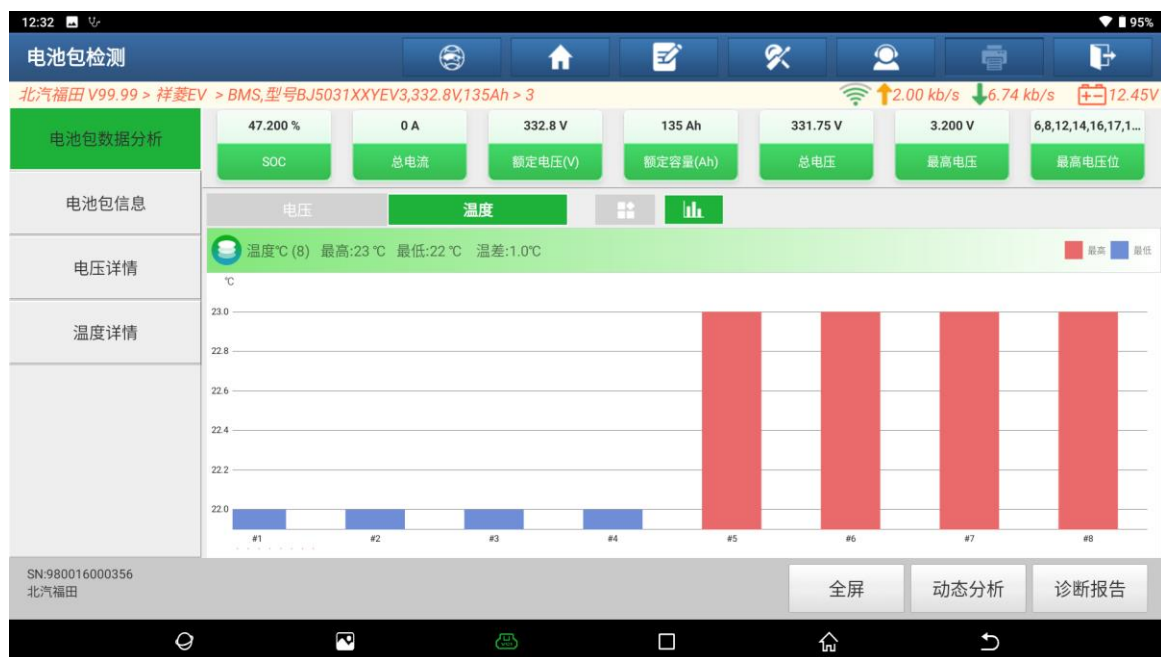 12:32
95%
电池包检测
北汽福田 V99.99 > 祥菱EV > BMS,型号BJ5031XXYEV3,332.8V,135Ah > 3
2.00 kb/s 6.74 kb/s 12.45V
电池包数据分析
电池包信息
电压详情
温度详情
47.200 % 0 A 332.8 V 135 Ah 331.75 V 3.200 V 6,8,12,14,16,17,1...
SOC 总电流 额定电压(V) 额定容量(Ah) 总电压 最高电压 最高电压位
电压 温度
温度℃ (8) 最高:23 ℃ 最低:22 ℃ 温差:1.0℃
最高 最低
℃
23.0
22.8
22.6
22.4
22.2
22.0
#1 #2 #3 #4 #5 #6 #7 #8
SN:980016000356
北汽福田
全屏 动态分析 诊断报告